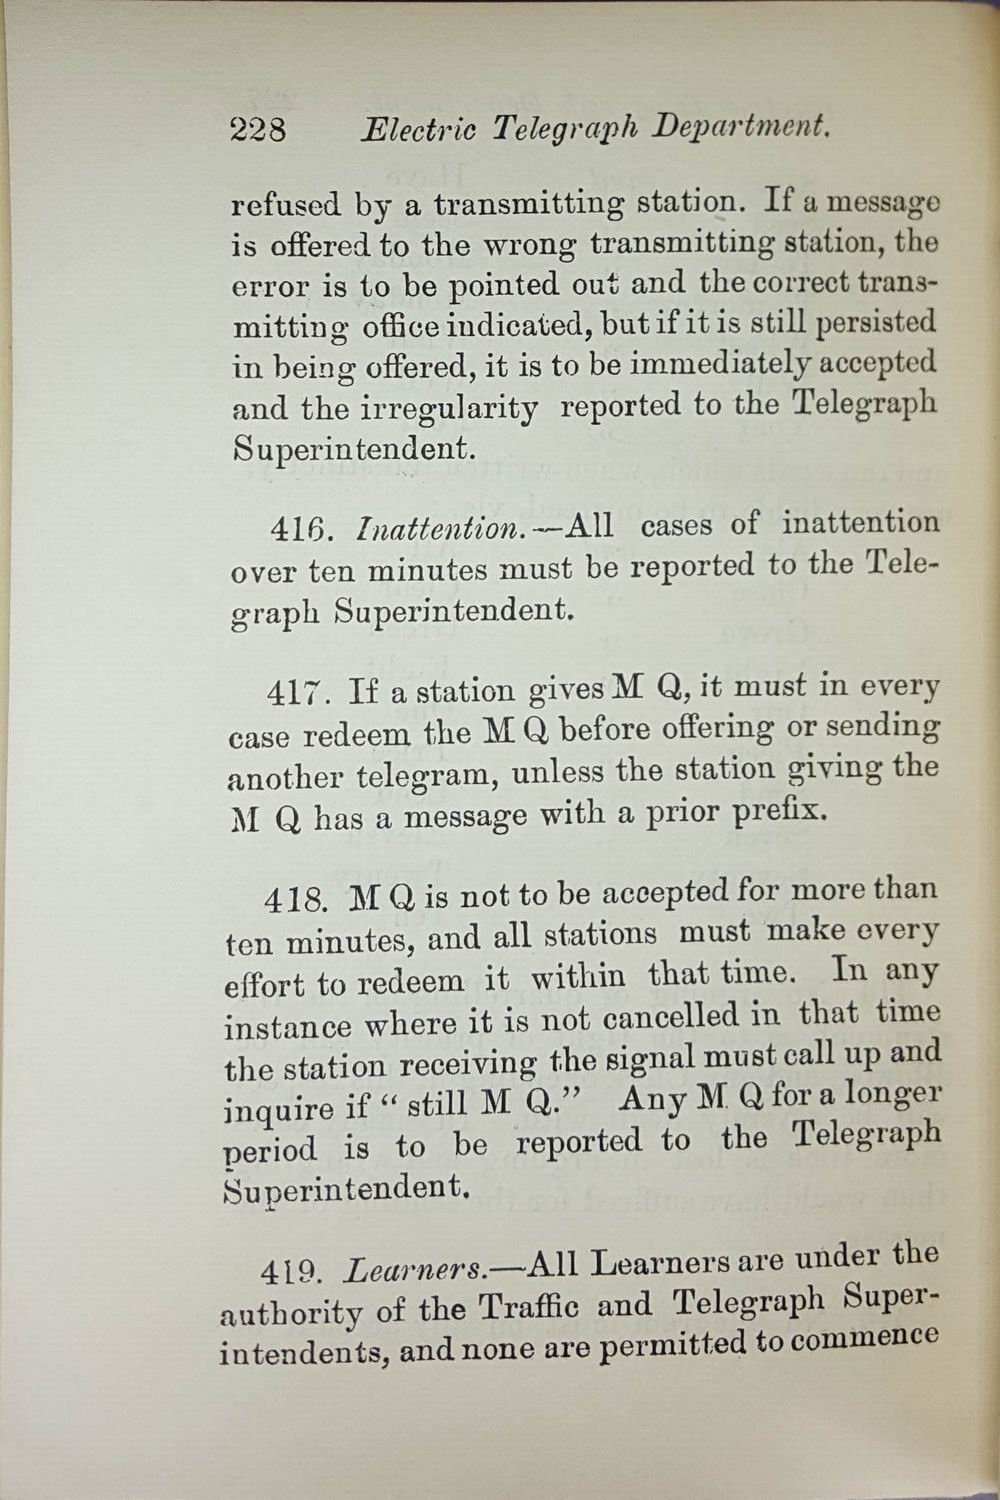 228 Electric Telegraph Department.
refused by a transmitting station. If a message
is offered to the wrong transmitting station, the
error is to be pointed out and the correct trans-
mitting office indicated, but if it is still persisted
in being offered, it is to be immediately accepted
and the irregularity reported to the Telegraph
Superintendent.
416. Inattention.—All cases of inattention
over ten minutes must be reported to the Tele-
graph Superintendent.
417. If a station gives M Q, it must in every
case redeem the M Q before offering or sending
another telegram, unless the station giving the
M Q has a message with a prior prefix.
418. M Q is not to be accepted for more than
ten minutes, and all stations must make every
effort to redeem it within that time. In any
instance where it is not cancelled in that time
the station receiving the signal must call up and
inquire if “ still M Q.” Any M Q for a longer
period is to be reported to the Telegraph
Superintendent.
419. Learners.—All Learners are under the
authority of the Traffic and Telegraph Super-
intendents, and none are permitted to commence